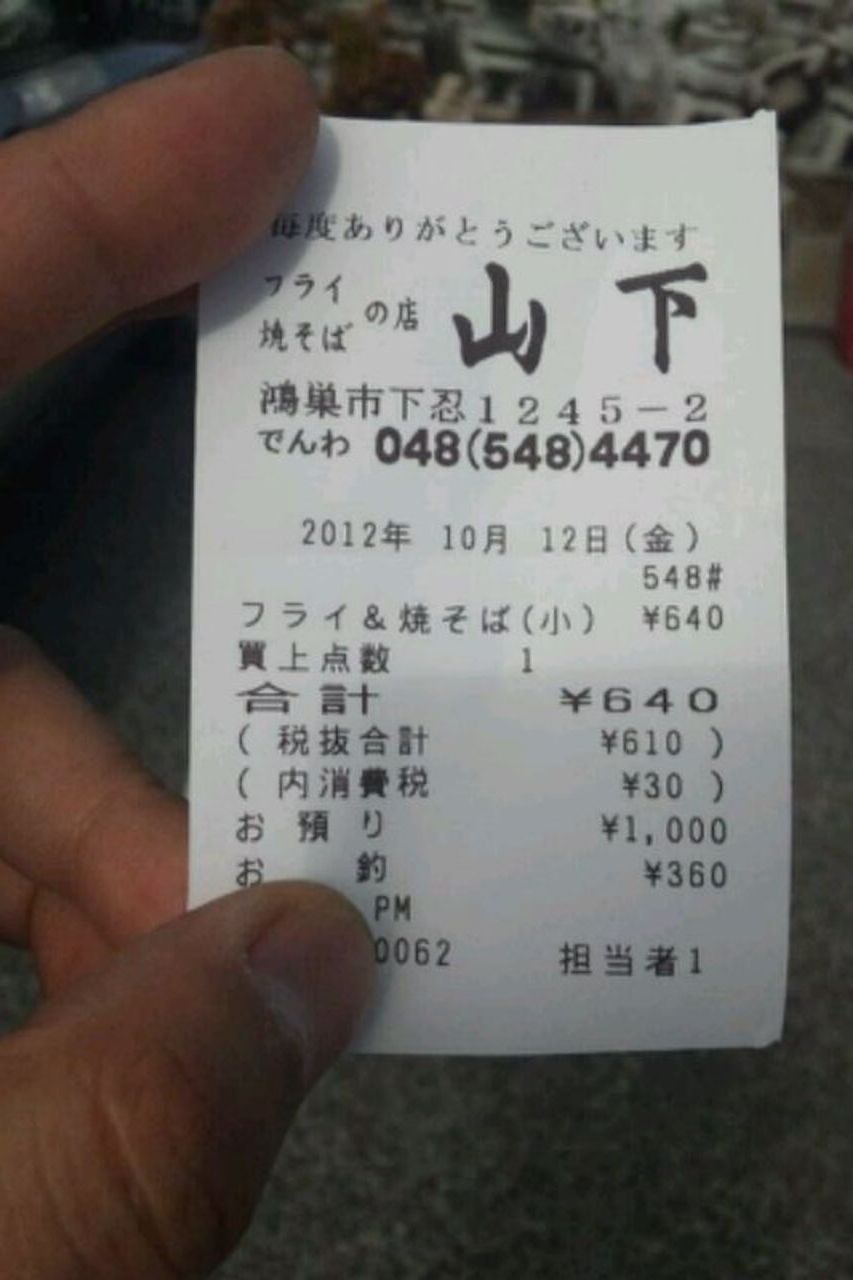 毎度ありがとうございます
フライ
焼そば の店 山下
鴻巣市下忍1245－2
でんわ 048(548)4470
2012年 10月 12日(金)
548#
フライ&焼そば(小) ¥640
買上点数 1
合計 ¥640
( 税抜合計 ¥610 )
( 内消費税 ¥30 )
お預り ¥1,000
お釣 ¥360
PM
0062 担当者1